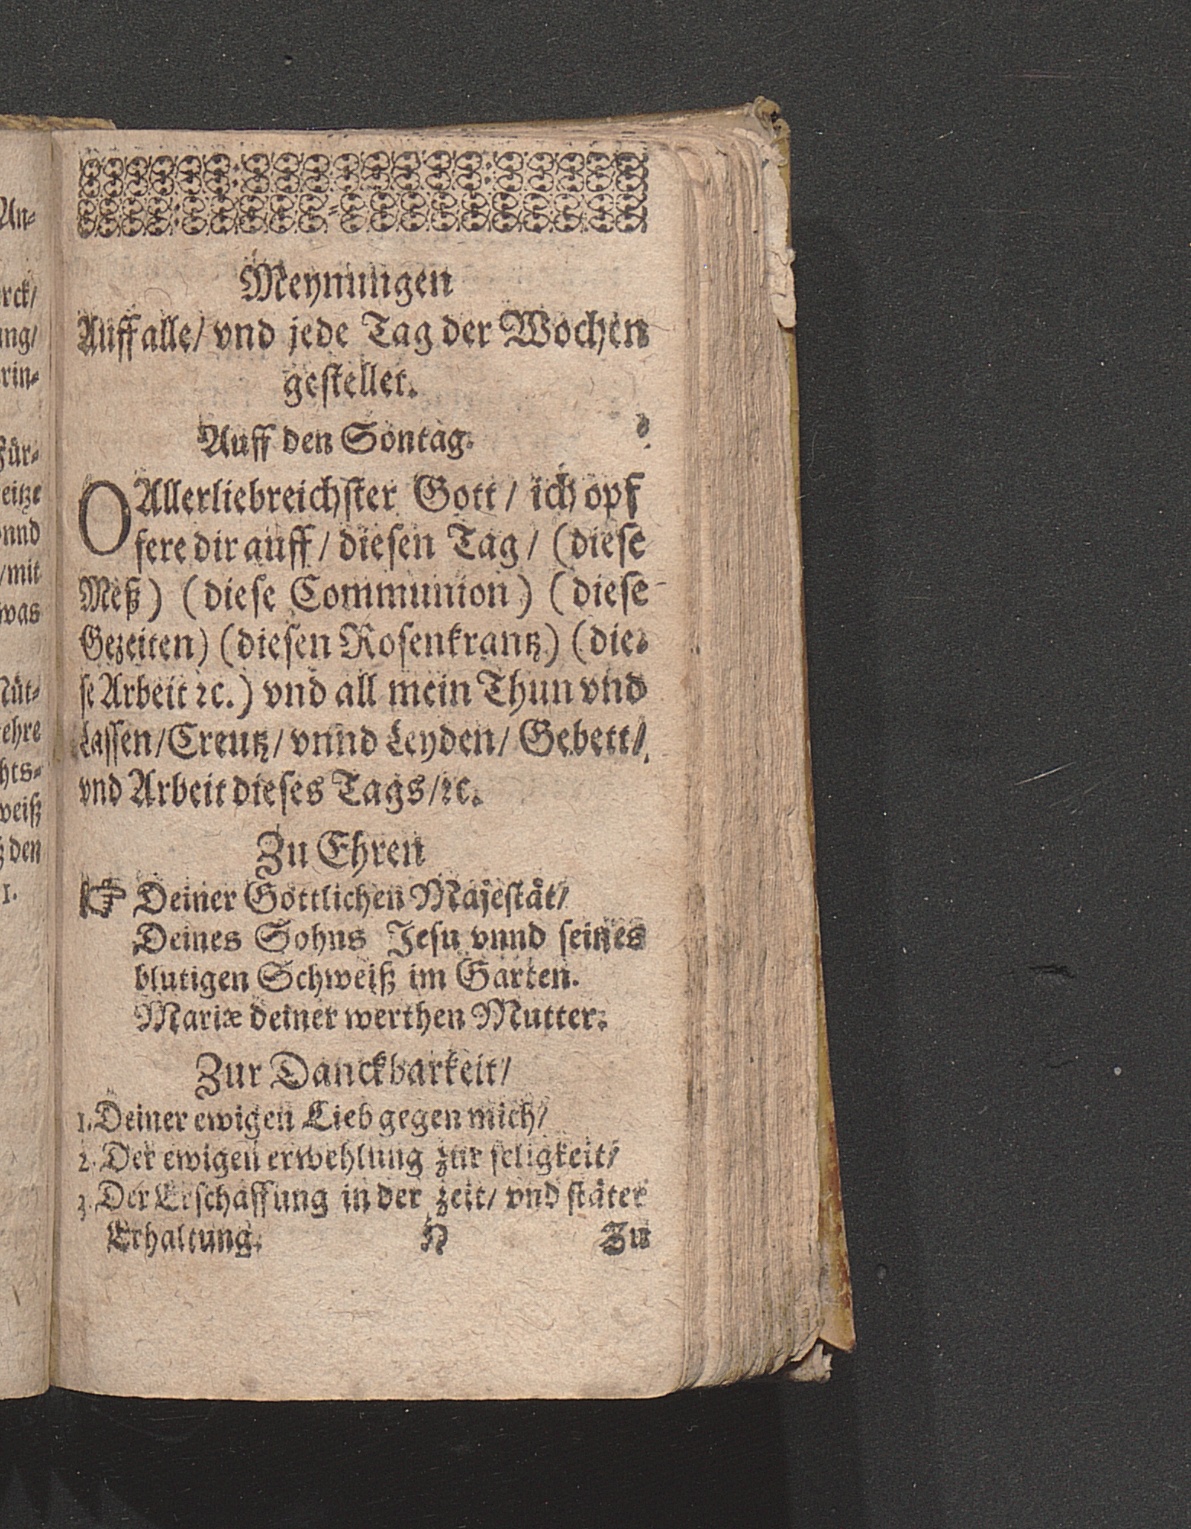 Meynungen
Auff alle/ vnd jede Tag der Wochen
gestellet.
Auff den Sontag.
O Allerliebreichster Gott / ich opf
fere dir auff / diesen Tag / (diese
Meß) (diese Communion) (diese
Gezeiten) (diesen Rosenkrantz) (die-
se Arbeit ꝛc.) vnd all mein Thun vnd
Lassen/Creutz/ vnnd Leyden/ Gebett/
vnd Arbeit dieses Tags/ꝛc.
Zu Ehren
☞ Deiner Göttlichen Majeståt/
Deines Sohns Jesu vnnd seines
blutigen Schweiß im Garten.
Mariæ deiner werthen Mutter.
Zur Danckbarkeit/
1. Deiner ewigen Lieb gegen mich/
2. Der ewigen erwehlung zur seligkeit/
3. Der Erschaffung in der zeit/ vnd ståter
Erhaltung. H Zu